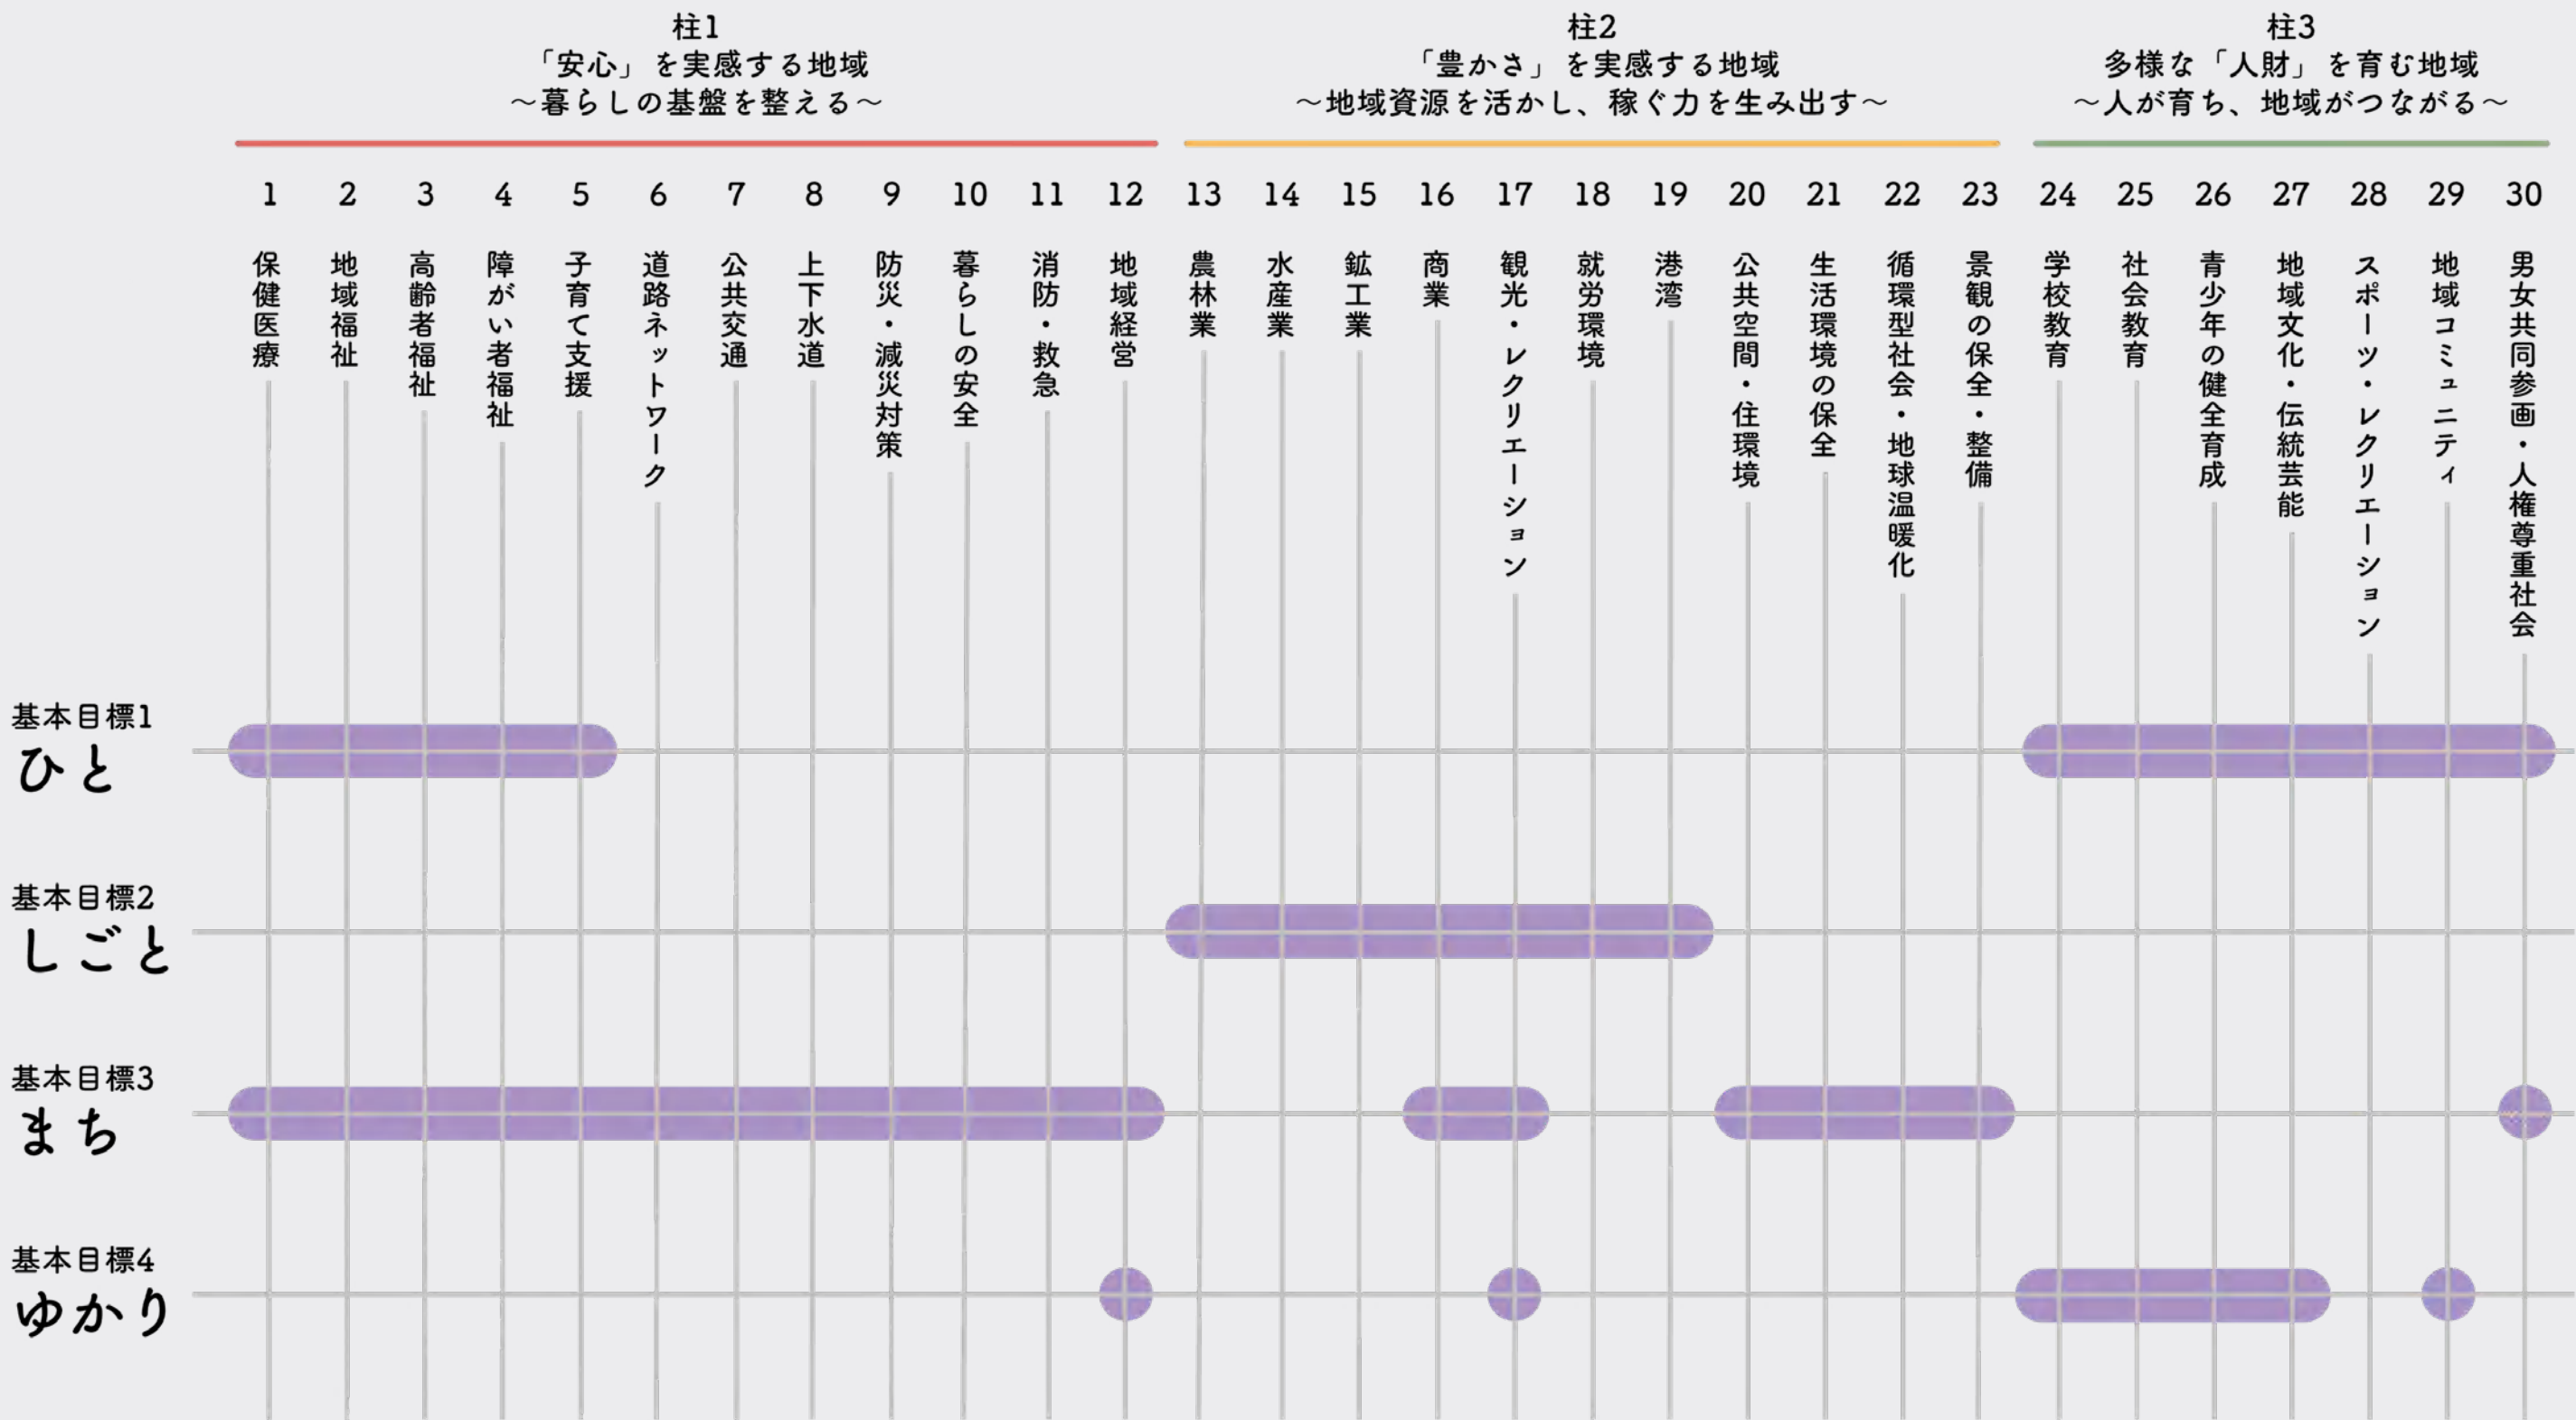 柱1
「安心」を実感する地域
～暮らしの基盤を整える～
柱2
「豊かさ」を実感する地域
～地域資源を活かし、稼ぐ力を生み出す～
柱3
多様な「人財」を育む地域
～人が育ち、地域がつながる～
1 2 3 4 5 6 7 8 9 10 11 12 13 14 15 16 17 18 19 20 21 22 23 24 25 26 27 28 29 30
保健医療
地域福祉
高齢者福祉
障がい者福祉
子育て支援
道路ネットワーク
公共交通
上下水道
防災・減災対策
暮らしの安全
消防・救急
地域経営
農林業
水産業
鉱工業
商業
観光・レクリエーション
就労環境
港湾
公共空間・住環境
生活環境の保全
循環型社会・地球温暖化
景観の保全・整備
学校教育
社会教育
青少年の健全育成
地域文化・伝統芸能
スポーツ・レクリエーション
地域コミュニティ
男女共同参画・人権尊重社会
基本目標1
ひと
基本目標2
しごと
基本目標3
まち
基本目標4
ゆかり